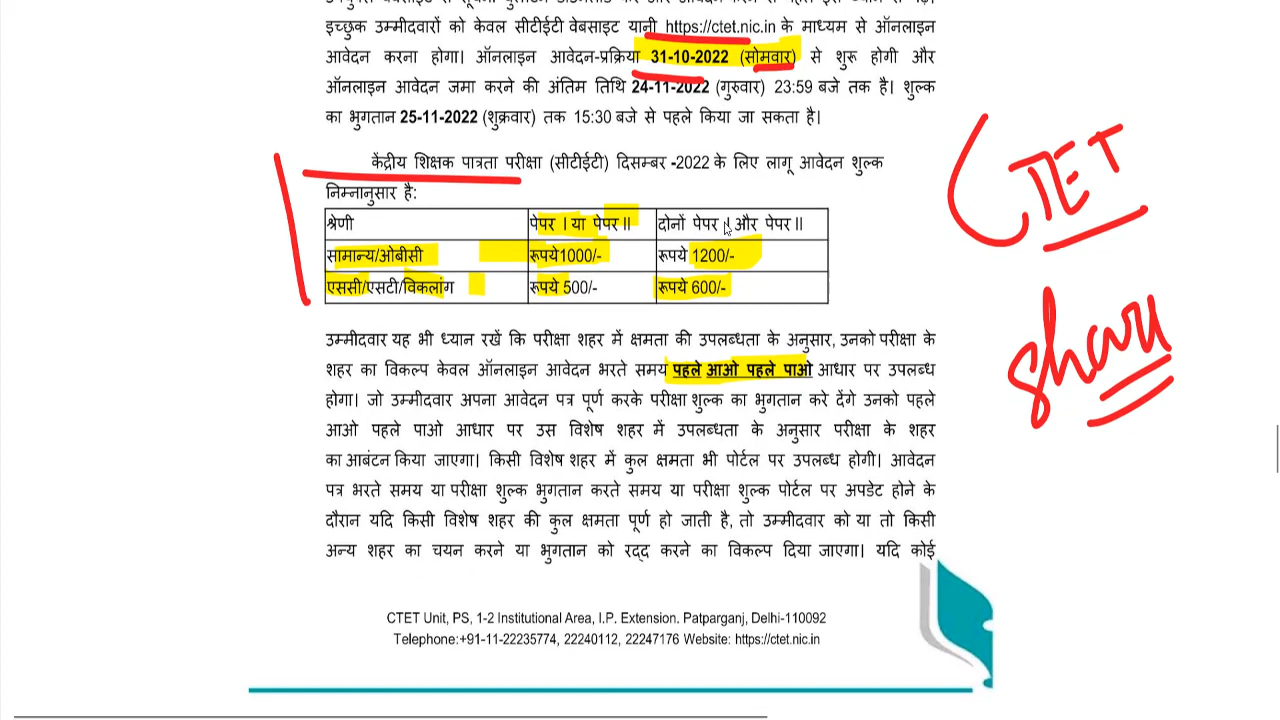 इच्छुक उम्मीदवारों को केवल सीटीईटी वेबसाइट यानी https://ctet.nic.in के माध्यम से ऑनलाइन
आवेदन करना होगा। ऑनलाइन आवेदन-प्रक्रिया 31-10-2022 (सोमवार) से शुरू होगी और
ऑनलाइन आवेदन जमा करने की अंतिम तिथि 24-11-2022 (गुरुवार) 23:59 बजे तक है। शुल्क
का भुगतान 25-11-2022 (शुक्रवार) तक 15:30 बजे से पहले किया जा सकता है।
केंद्रीय शिक्षक पात्रता परीक्षा (सीटीईटी) दिसम्बर -2022 के लिए लागू आवेदन शुल्क
निम्नानुसार है:
श्रेणी पेपर I या पेपर II दोनों पेपर I और पेपर II
सामान्य/ओबीसी रूपये1000/- रूपये 1200/-
एससी/एसटी/विकलांग रूपये 500/- रूपये 600/-
CTET
उम्मीदवार यह भी ध्यान रखें कि परीक्षा शहर में क्षमता की उपलब्धता के अनुसार, उनको परीक्षा के
शहर का विकल्प केवल ऑनलाइन आवेदन भरते समय पहले आओ पहले पाओ आधार पर उपलब्ध
होगा। जो उम्मीदवार अपना आवेदन पत्र पूर्ण करके परीक्षा शुल्क का भुगतान करे देंगे उनको पहले
आओ पहले पाओ आधार पर उस विशेष शहर में उपलब्धता के अनुसार परीक्षा के शहर
का आबंटन किया जाएगा। किसी विशेष शहर में कुल क्षमता भी पोर्टल पर उपलब्ध होगी। आवेदन
पत्र भरते समय या परीक्षा शुल्क भुगतान करते समय या परीक्षा शुल्क पोर्टल पर अपडेट होने के
दौरान यदि किसी विशेष शहर की कुल क्षमता पूर्ण हो जाती है, तो उम्मीदवार को या तो किसी
अन्य शहर का चयन करने या भुगतान को रद्द करने का विकल्प दिया जाएगा। यदि कोई
CTET Unit, PS, 1-2 Institutional Area, I.P. Extension. Patparganj, Delhi-110092
Telephone:+91-11-22235774, 22240112, 22247176 Website: https://ctet.nic.in